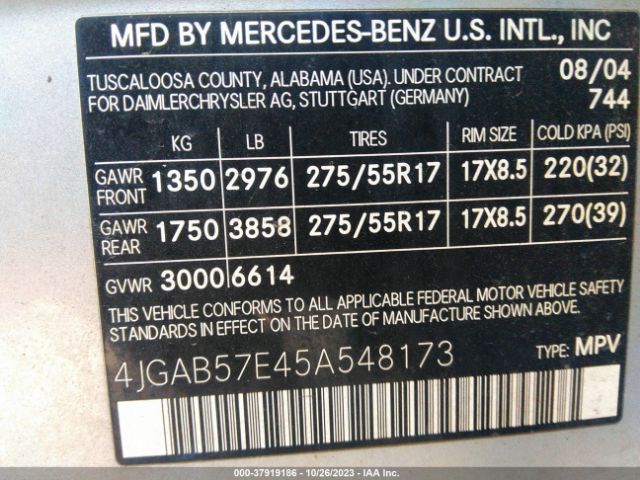 MFD BY MERCEDES-BENZ U.S. INTL., INC
TUSCALOOSA COUNTY, ALABAMA (USA). UNDER CONTRACT 08/04
FOR DAIMLERCHRYSLER AG, STUTTGART (GERMANY) 744
KG LB TIRES RIM SIZE COLD KPA (PSI)
GAWR FRONT 1350 2976 275/55R17 17X8.5 220(32)
GAWR REAR 1750 3858 275/55R17 17X8.5 270(39)
GVWR 3000 6614
THIS VEHICLE CONFORMS TO ALL APPLICABLE FEDERAL MOTOR VEHICLE SAFETY
STANDARDS IN EFFECT ON THE DATE OF MANUFACTURE SHOWN ABOVE.
4JGAB57E45A548173 TYPE: MPV
000-37919186 - 10/26/2023 - IAA Inc.